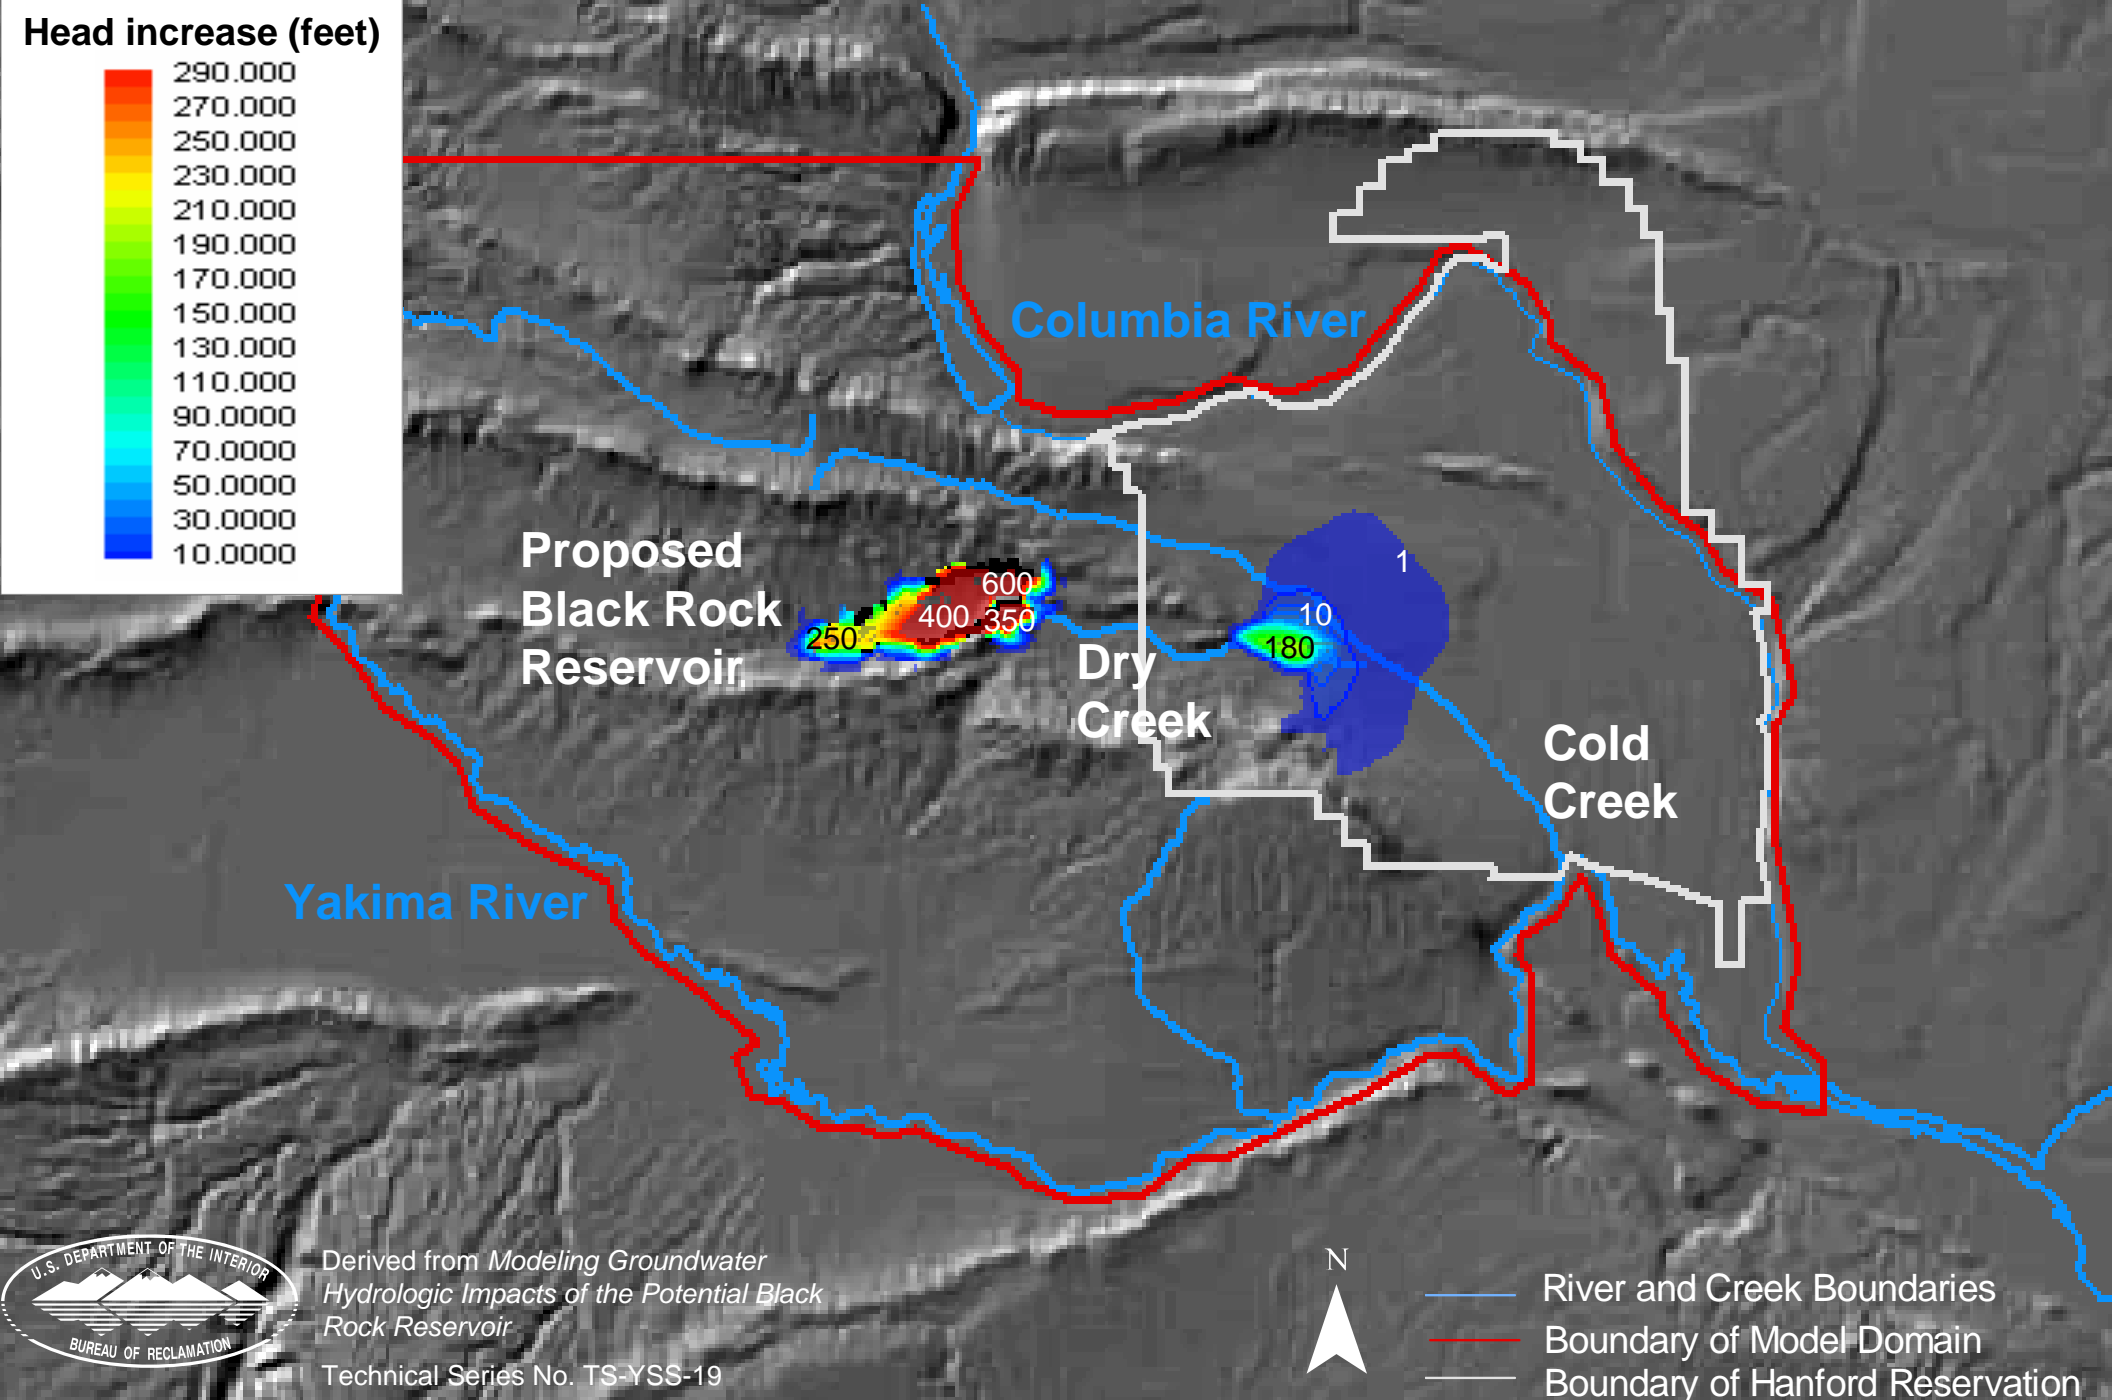 Head increase (feet)
290.000
270.000
250.000
230.000
210.000
190.000
170.000
150.000
130.000
110.000
90.0000
70.0000
50.0000
30.0000
10.0000
Columbia River
Proposed
Black Rock
Reservoir
600
400
350
250
1
10
180
Dry
Creek
Cold
Creek
Yakima River
U.S. DEPARTMENT OF THE INTERIOR
BUREAU OF RECLAMATION
Derived from Modeling Groundwater
Hydrologic Impacts of the Potential Black
Rock Reservoir
Technical Series No. TS-YSS-19
N
River and Creek Boundaries
Boundary of Model Domain
Boundary of Hanford Reservation